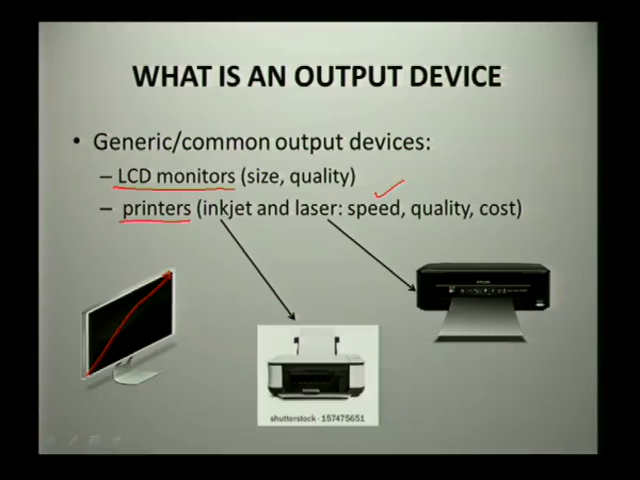 WHAT IS AN OUTPUT DEVICE
• Generic/common output devices:
– LCD monitors (size, quality)
– printers (inkjet and laser: speed, quality, cost)
shutterstock · 157475651